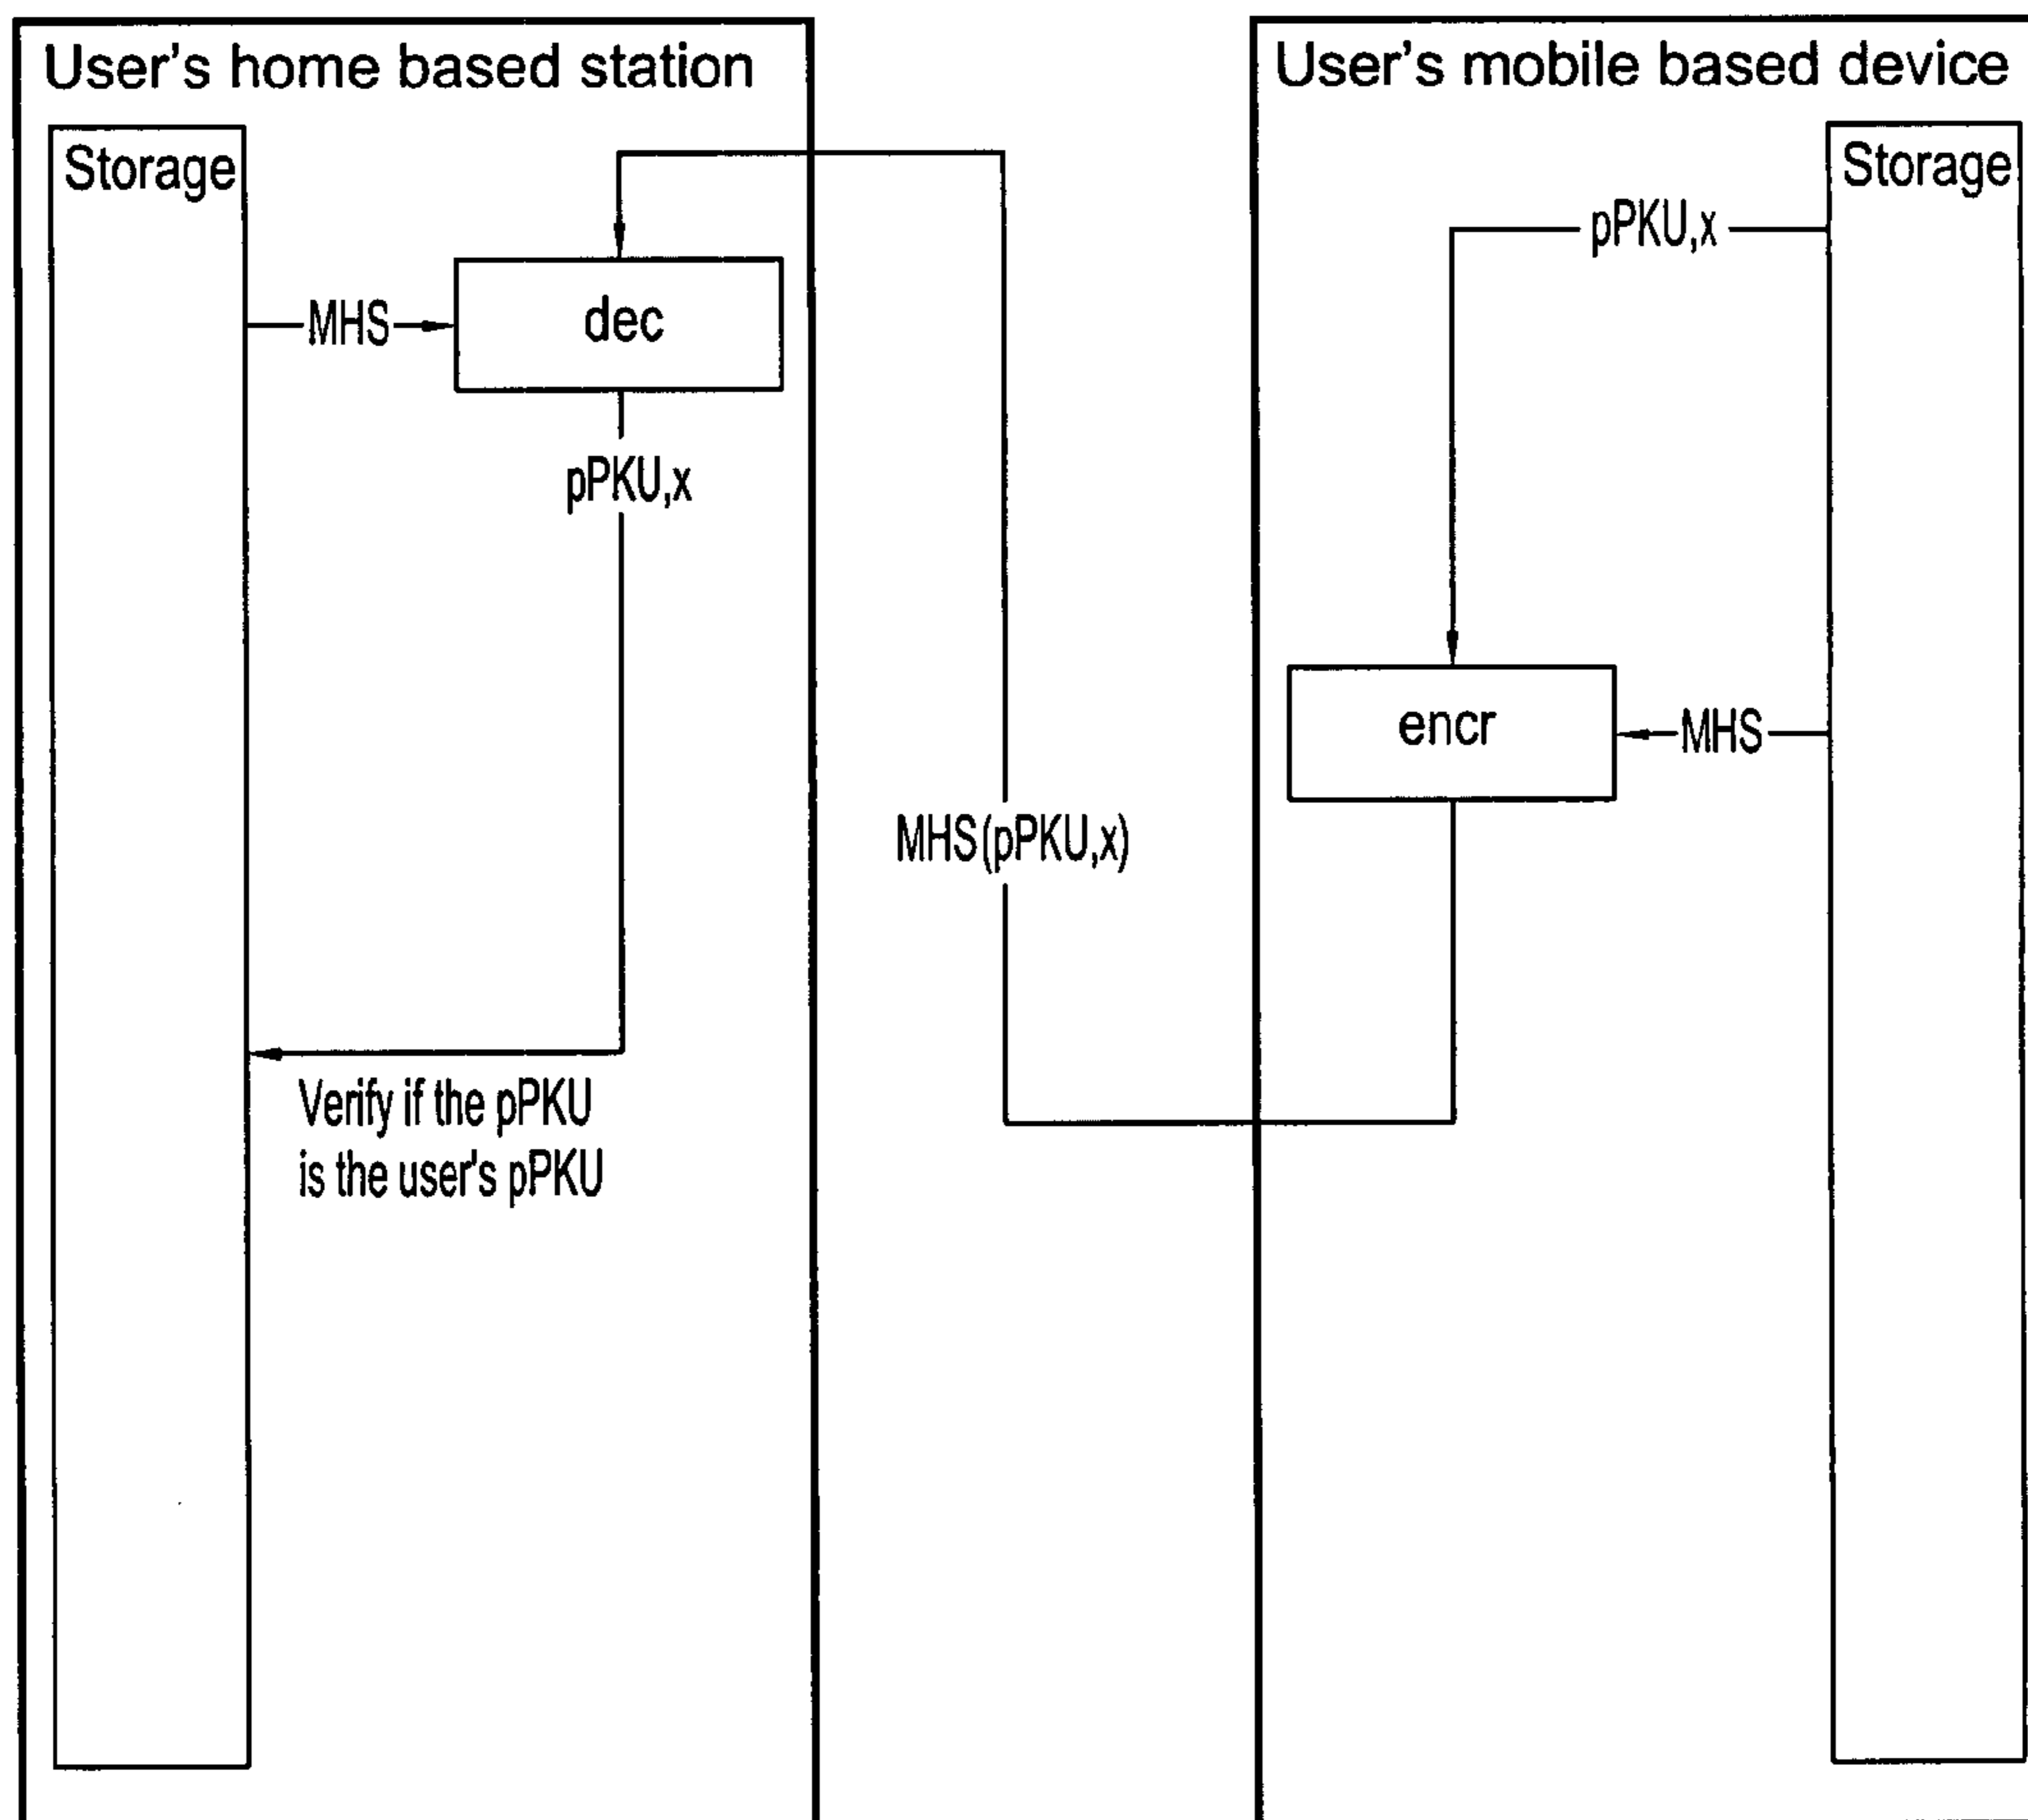 User's home based station
Storage
MHS
dec
pPKU,x
Verify if the pPKU
is the user's pPKU
MHS(pPKU,x)
User's mobile based device
Storage
pPKU,x
encr
MHS